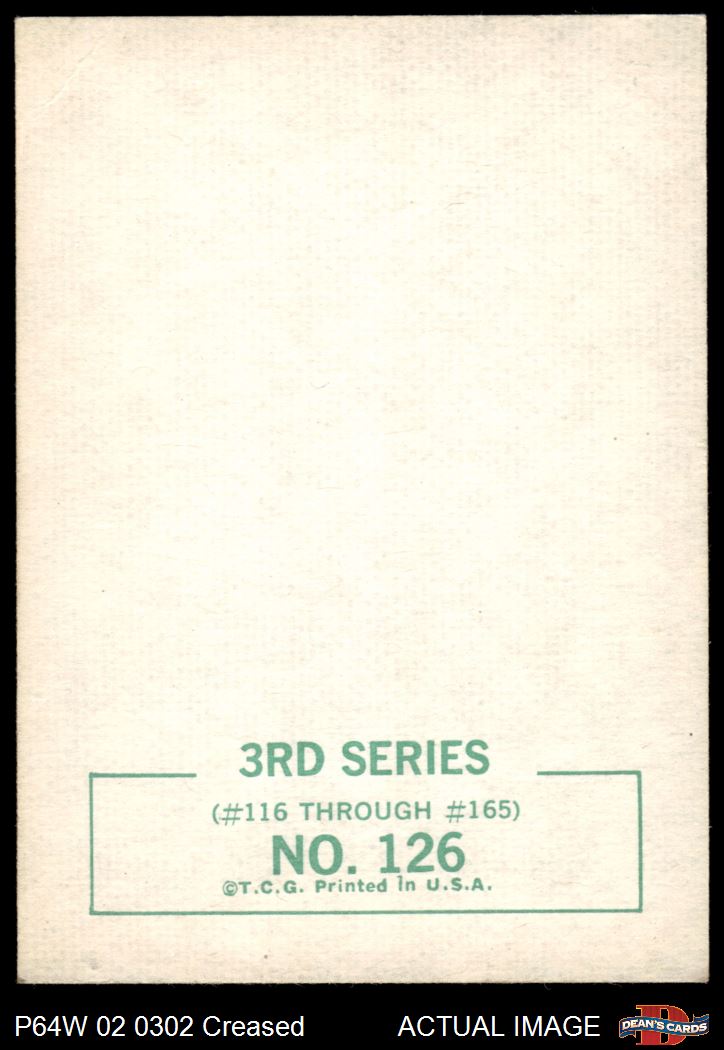 3RD SERIES
(#116 THROUGH #165)
NO. 126
©T.C.G. Printed in U.S.A.
P64W 02 0302 Creased ACTUAL IMAGE
D
DEAN'S CARDS